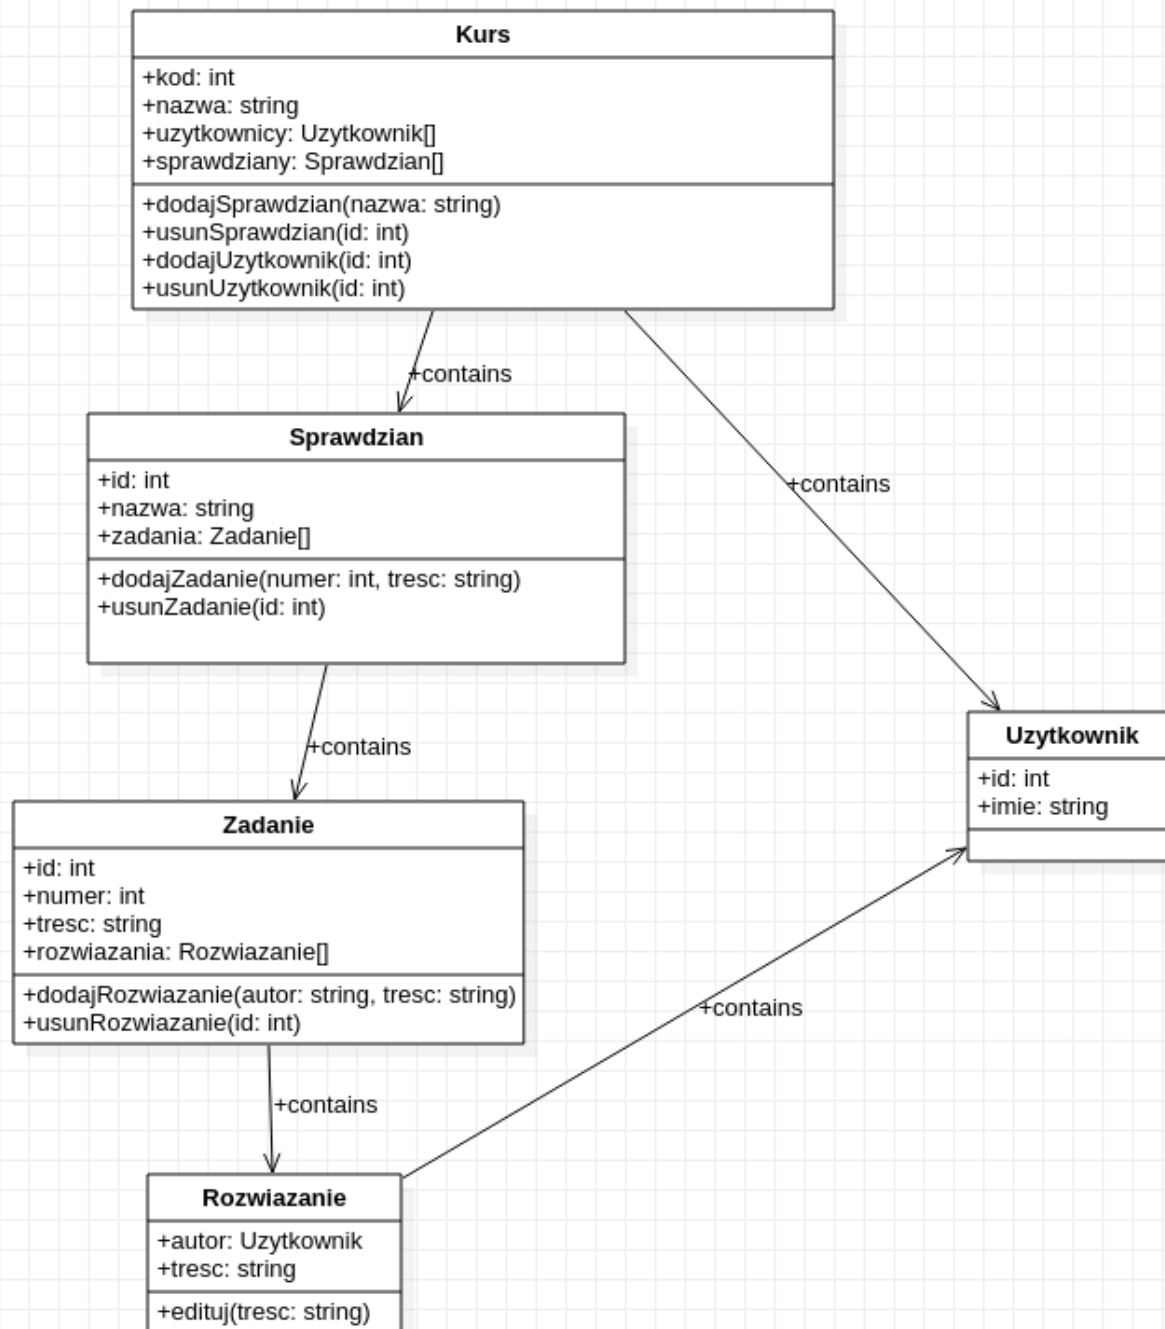 Kurs
+kod: int
+nazwa: string
+uzytkownicy: Uzytkownik[]
+sprawdziany: Sprawdzian[]
+dodajSprawdzian(nazwa: string)
+usunSprawdzian(id: int)
+dodajUzytkownik(id: int)
+usunUzytkownik(id: int)
+contains
Sprawdzian
+id: int
+nazwa: string
+zadania: Zadanie[]
+dodajZadanie(numer: int, tresc: string)
+usunZadanie(id: int)
+contains
+contains
Uzytkownik
+id: int
+imie: string
Zadanie
+id: int
+numer: int
+tresc: string
+rozwiazania: Rozwiazanie[]
+dodajRozwiazanie(autor: string, tresc: string)
+usunRozwiazanie(id: int)
+contains
+contains
Rozwiazanie
+autor: Uzytkownik
+tresc: string
+edituj(tresc: string)